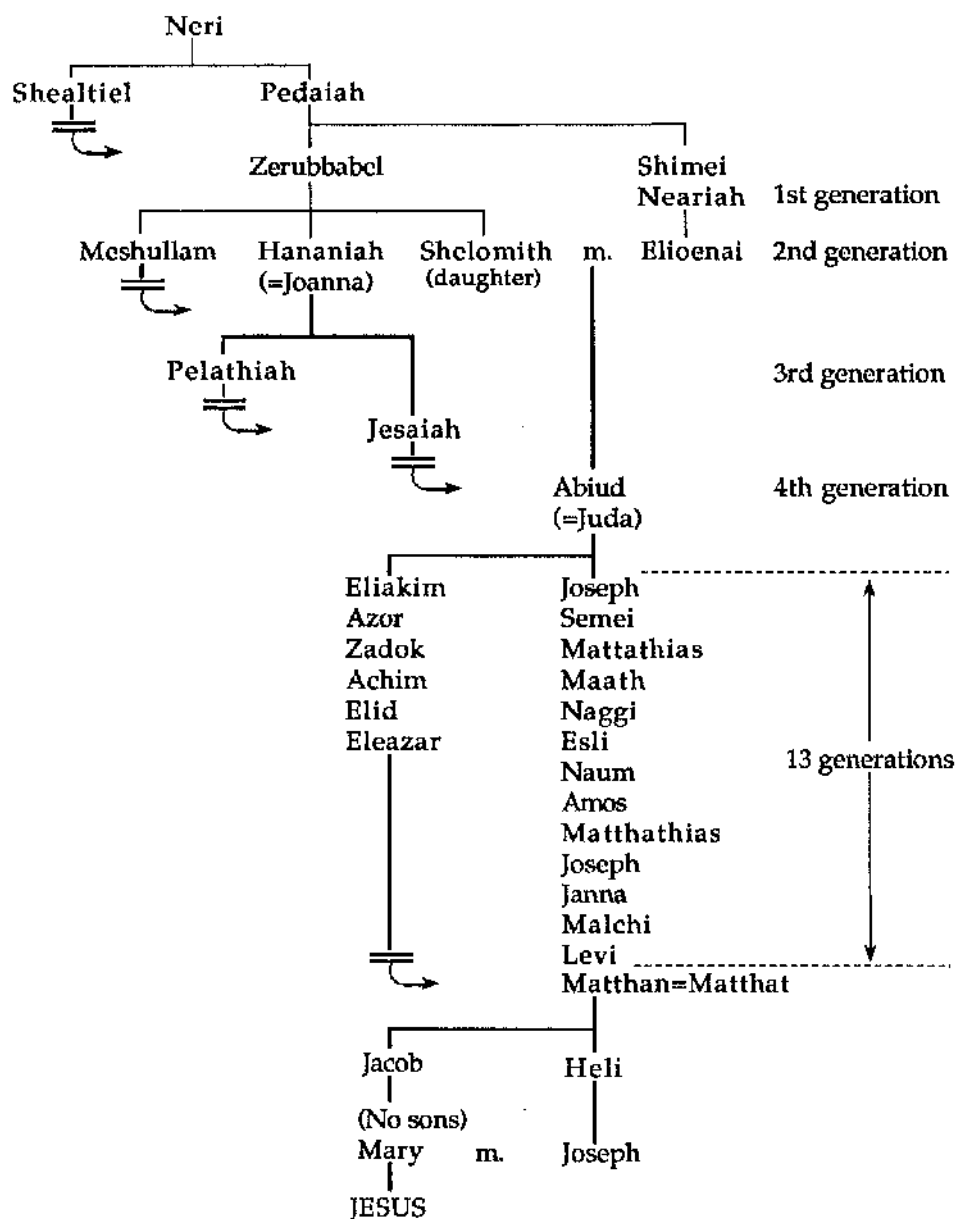 Neri
Shealtiel Pedaiah
Zerubbabel Shimei
Neariah 1st generation
Meshullam Hananiah Shelomith m. Elioenai 2nd generation
(=Joanna) (daughter)
Pelathiah 3rd generation
Jesaiah
Abiud 4th generation
(=Juda)
Eliakim Joseph
Azor Semei
Zadok Mattathias
Achim Maath
Elid Naggi
Eleazar Esli
13 generations
Naum
Amos
Matthathias
Joseph
Janna
Malchi
Levi
Matthan=Matthat
Jacob Heli
(No sons)
Mary m. Joseph
JESUS